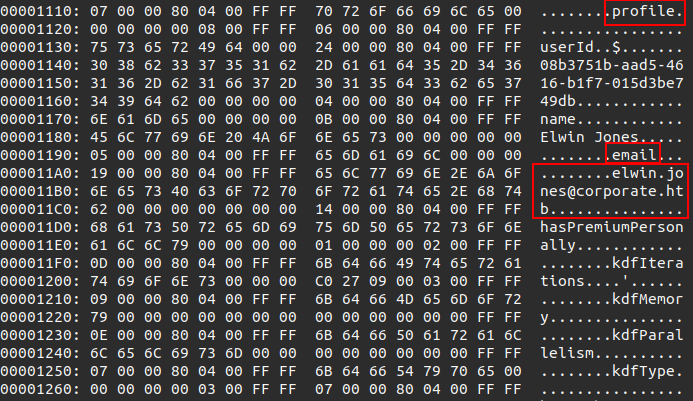 00001110: 07 00 00 80 04 00 FF FF  70 72 6F 66 69 6C 65 00  ........profile.
00001120: 00 00 00 00 08 00 FF FF  06 00 00 80 04 00 FF FF  ................
00001130: 75 73 65 72 49 64 00 00  24 00 00 80 04 00 FF FF  userId..$.......
00001140: 30 38 62 33 37 35 31 62  2D 61 61 64 35 2D 34 36  08b3751b-aad5-46
00001150: 31 36 2D 62 31 66 37 2D  30 31 35 64 33 62 65 37  16-b1f7-015d3be7
00001160: 34 39 64 62 00 00 00 00  04 00 00 80 04 00 FF FF  49db............
00001170: 6E 61 6D 65 00 00 00 00  0B 00 00 80 04 00 FF FF  name............
00001180: 45 6C 77 69 6E 20 4A 6F  6E 65 73 00 00 00 00 00  Elwin Jones.....
00001190: 05 00 00 80 04 00 FF FF  65 6D 61 69 6C 00 00 00  ........email...
000011A0: 19 00 00 80 04 00 FF FF  65 6C 77 69 6E 2E 6A 6F  ........elwin.jo
000011B0: 6E 65 73 40 63 6F 72 70  6F 72 61 74 65 2E 68 74  nes@corporate.ht
000011C0: 62 00 00 00 00 00 00 00  14 00 00 80 04 00 FF FF  b...............
000011D0: 68 61 73 50 72 65 6D 69  75 6D 50 65 72 73 6F 6E  hasPremiumPerson
000011E0: 61 6C 6C 79 00 00 00 00  01 00 00 00 02 00 FF FF  ally............
000011F0: 0D 00 00 80 04 00 FF FF  6B 64 66 49 74 65 72 61  ........kdfItera
00001200: 74 69 6F 6E 73 00 00 00  C0 27 09 00 03 00 FF FF  tions....'......
00001210: 09 00 00 80 04 00 FF FF  6B 64 66 4D 65 6D 6F 72  ........kdfMemor
00001220: 79 00 00 00 00 00 00 00  00 00 00 00 00 00 FF FF  y...............
00001230: 0E 00 00 80 04 00 FF FF  6B 64 66 50 61 72 61 6C  ........kdfParal
00001240: 6C 65 6C 69 73 6D 00 00  00 00 00 00 00 00 FF FF  lelism..........
00001250: 07 00 00 80 04 00 FF FF  6B 64 66 54 79 70 65 00  ........kdfType.
00001260: 00 00 00 00 03 00 FF FF  07 00 00 80 04 00 FF FF  ................